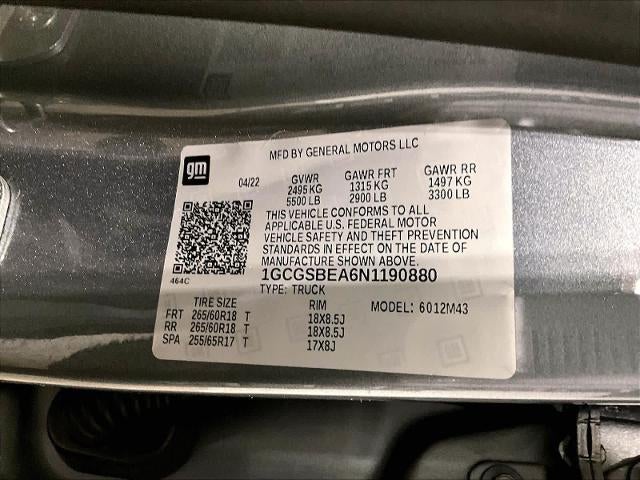 gm
MFD BY GENERAL MOTORS LLC
04/22 GVWR GAWR FRT GAWR RR
2495 KG 1315 KG 1497 KG
5500 LB 2900 LB 3300 LB
THIS VEHICLE CONFORMS TO ALL
APPLICABLE U.S. FEDERAL MOTOR
VEHICLE SAFETY AND THEFT PREVENTION
STANDARDS IN EFFECT ON THE DATE OF
MANUFACTURE SHOWN ABOVE.
464C
1GCGSBEA6N1190880
TYPE: TRUCK
TIRE SIZE RIM MODEL: 6012M43
FRT 265/60R18 T 18X8.5J
RR 265/60R18 T 18X8.5J
SPA 255/65R17 T 17X8J